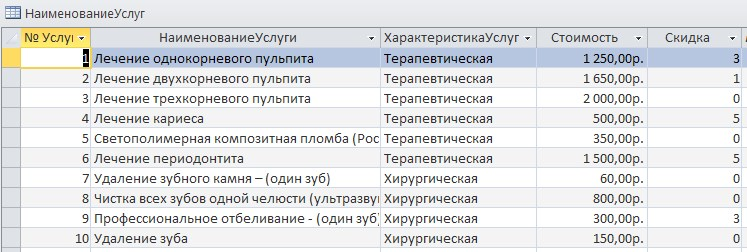 НаименованиеУслуг
№ Услуг НаименованиеУслуги ХарактеристикаУслуг Стоимость Скидка
1 Лечение однокорневого пульпита Терапевтическая 1 250,00р. 3
2 Лечение двухкорневого пульпита Терапевтическая 1 650,00р. 1
3 Лечение трехкорневого пульпита Терапевтическая 2 000,00р. 0
4 Лечение кариеса Терапевтическая 500,00р. 5
5 Светополимерная композитная пломба (Рос Терапевтическая 350,00р. 0
6 Лечение периодонтита Терапевтическая 1 500,00р. 5
7 Удаление зубного камня – (один зуб) Хирургическая 60,00р. 0
8 Чистка всех зубов одной челюсти (ультразву Хирургическая 800,00р. 0
9 Профессиональное отбеливание - (один зуб) Хирургическая 300,00р. 3
10 Удаление зуба Хирургическая 150,00р. 0